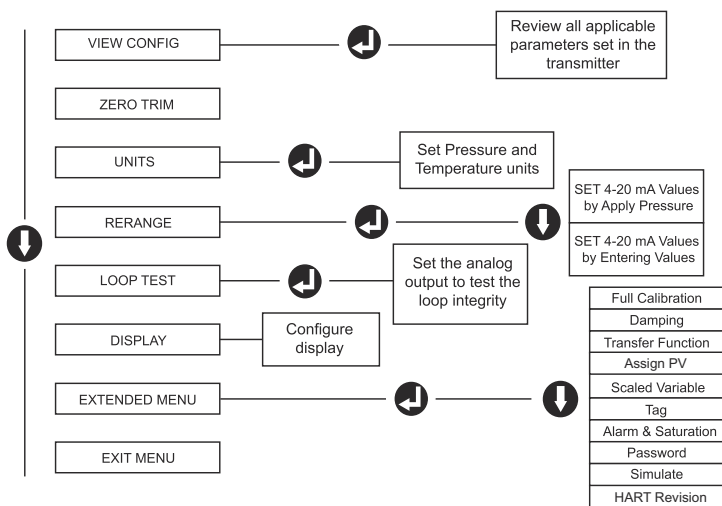 VIEW CONFIG
Review all applicable
parameters set in the
transmitter
ZERO TRIM
UNITS
Set Pressure and
Temperature units
RERANGE
SET 4-20 mA Values
by Apply Pressure
SET 4-20 mA Values
by Entering Values
LOOP TEST
Set the analog
output to test the
loop integrity
DISPLAY
Configure
display
EXTENDED MENU
Full Calibration
Damping
Transfer Function
Assign PV
Scaled Variable
Tag
Alarm & Saturation
Password
Simulate
HART Revision
EXIT MENU